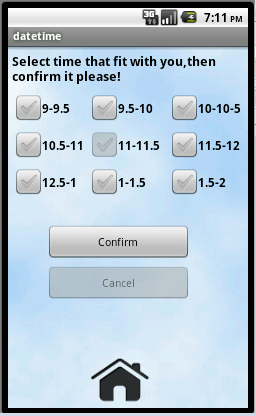 3G
7:11 PM
datetime
Select time that fit with you,then
confirm it please!
9-9.5 9.5-10 10-10-5
10.5-11 11-11.5 11.5-12
12.5-1 1-1.5 1.5-2
Confirm
Cancel